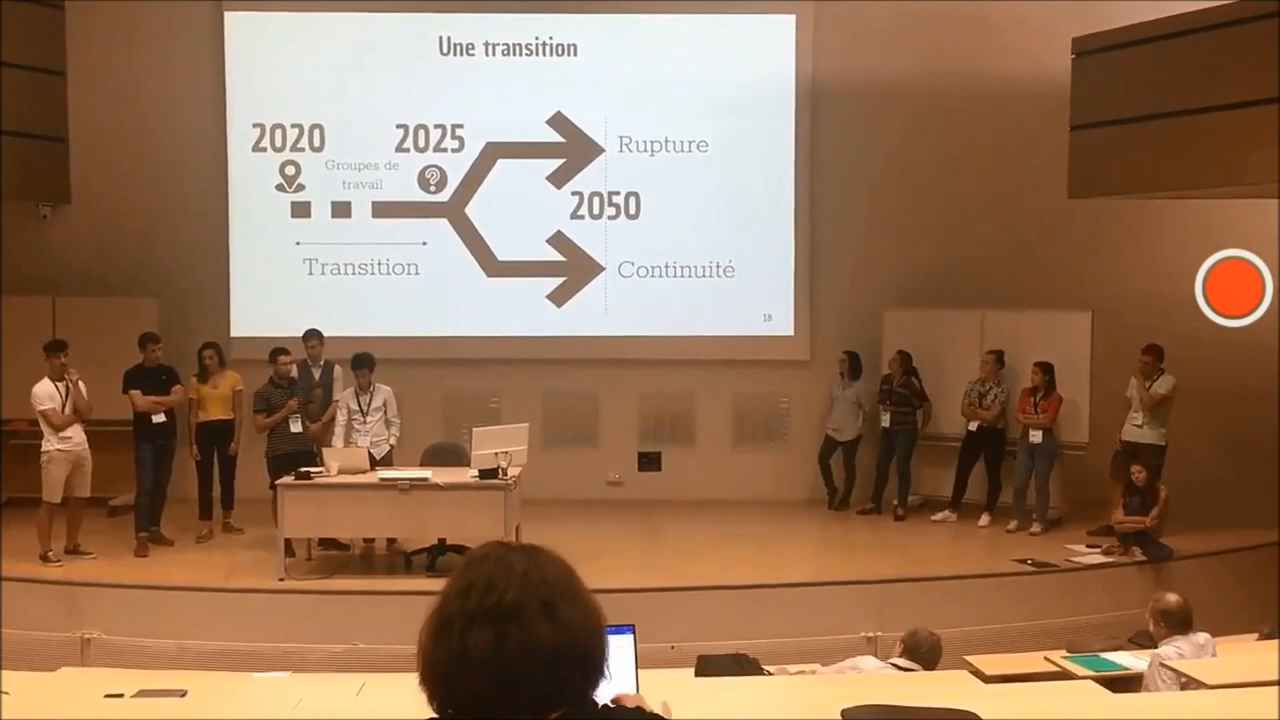 Une transition
2020
2025
Groupes de
travail
Rupture
2050
Transition
Continuité
18